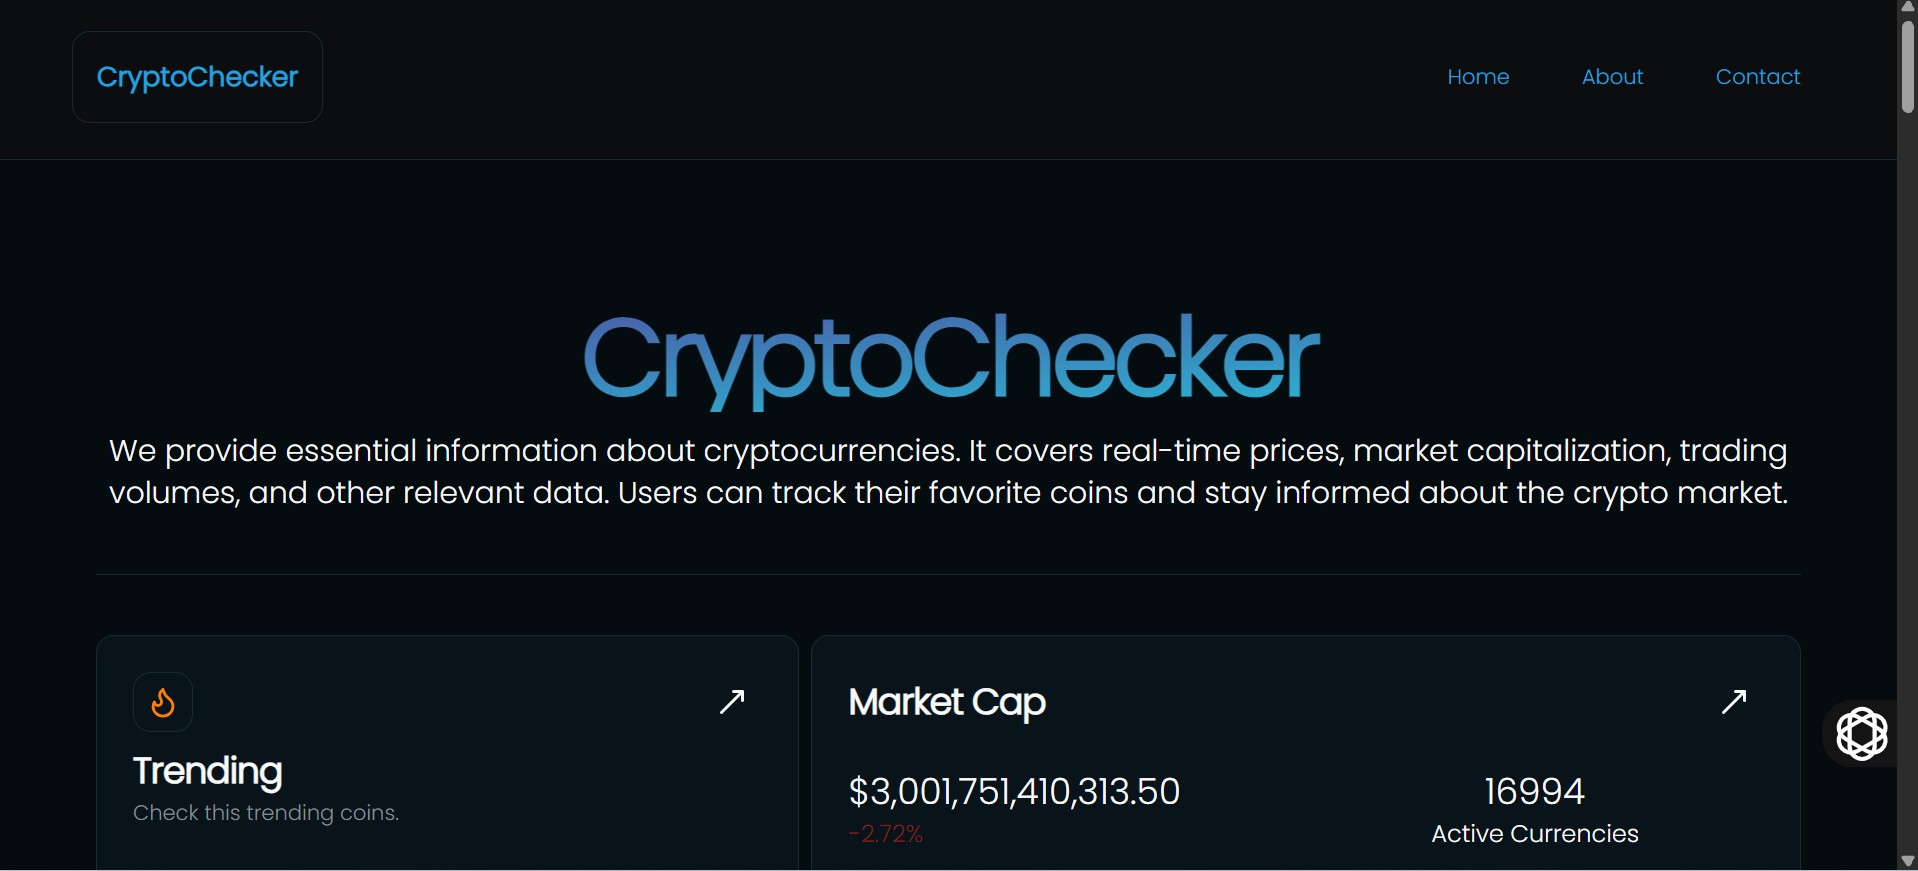 CryptoChecker
Home
About
Contact
CryptoChecker
We provide essential information about cryptocurrencies. It covers real-time prices, market capitalization, trading
volumes, and other relevant data. Users can track their favorite coins and stay informed about the crypto market.
Trending
Check this trending coins.
Market Cap
$3,001,751,410,313.50
-2.72%
16994
Active Currencies